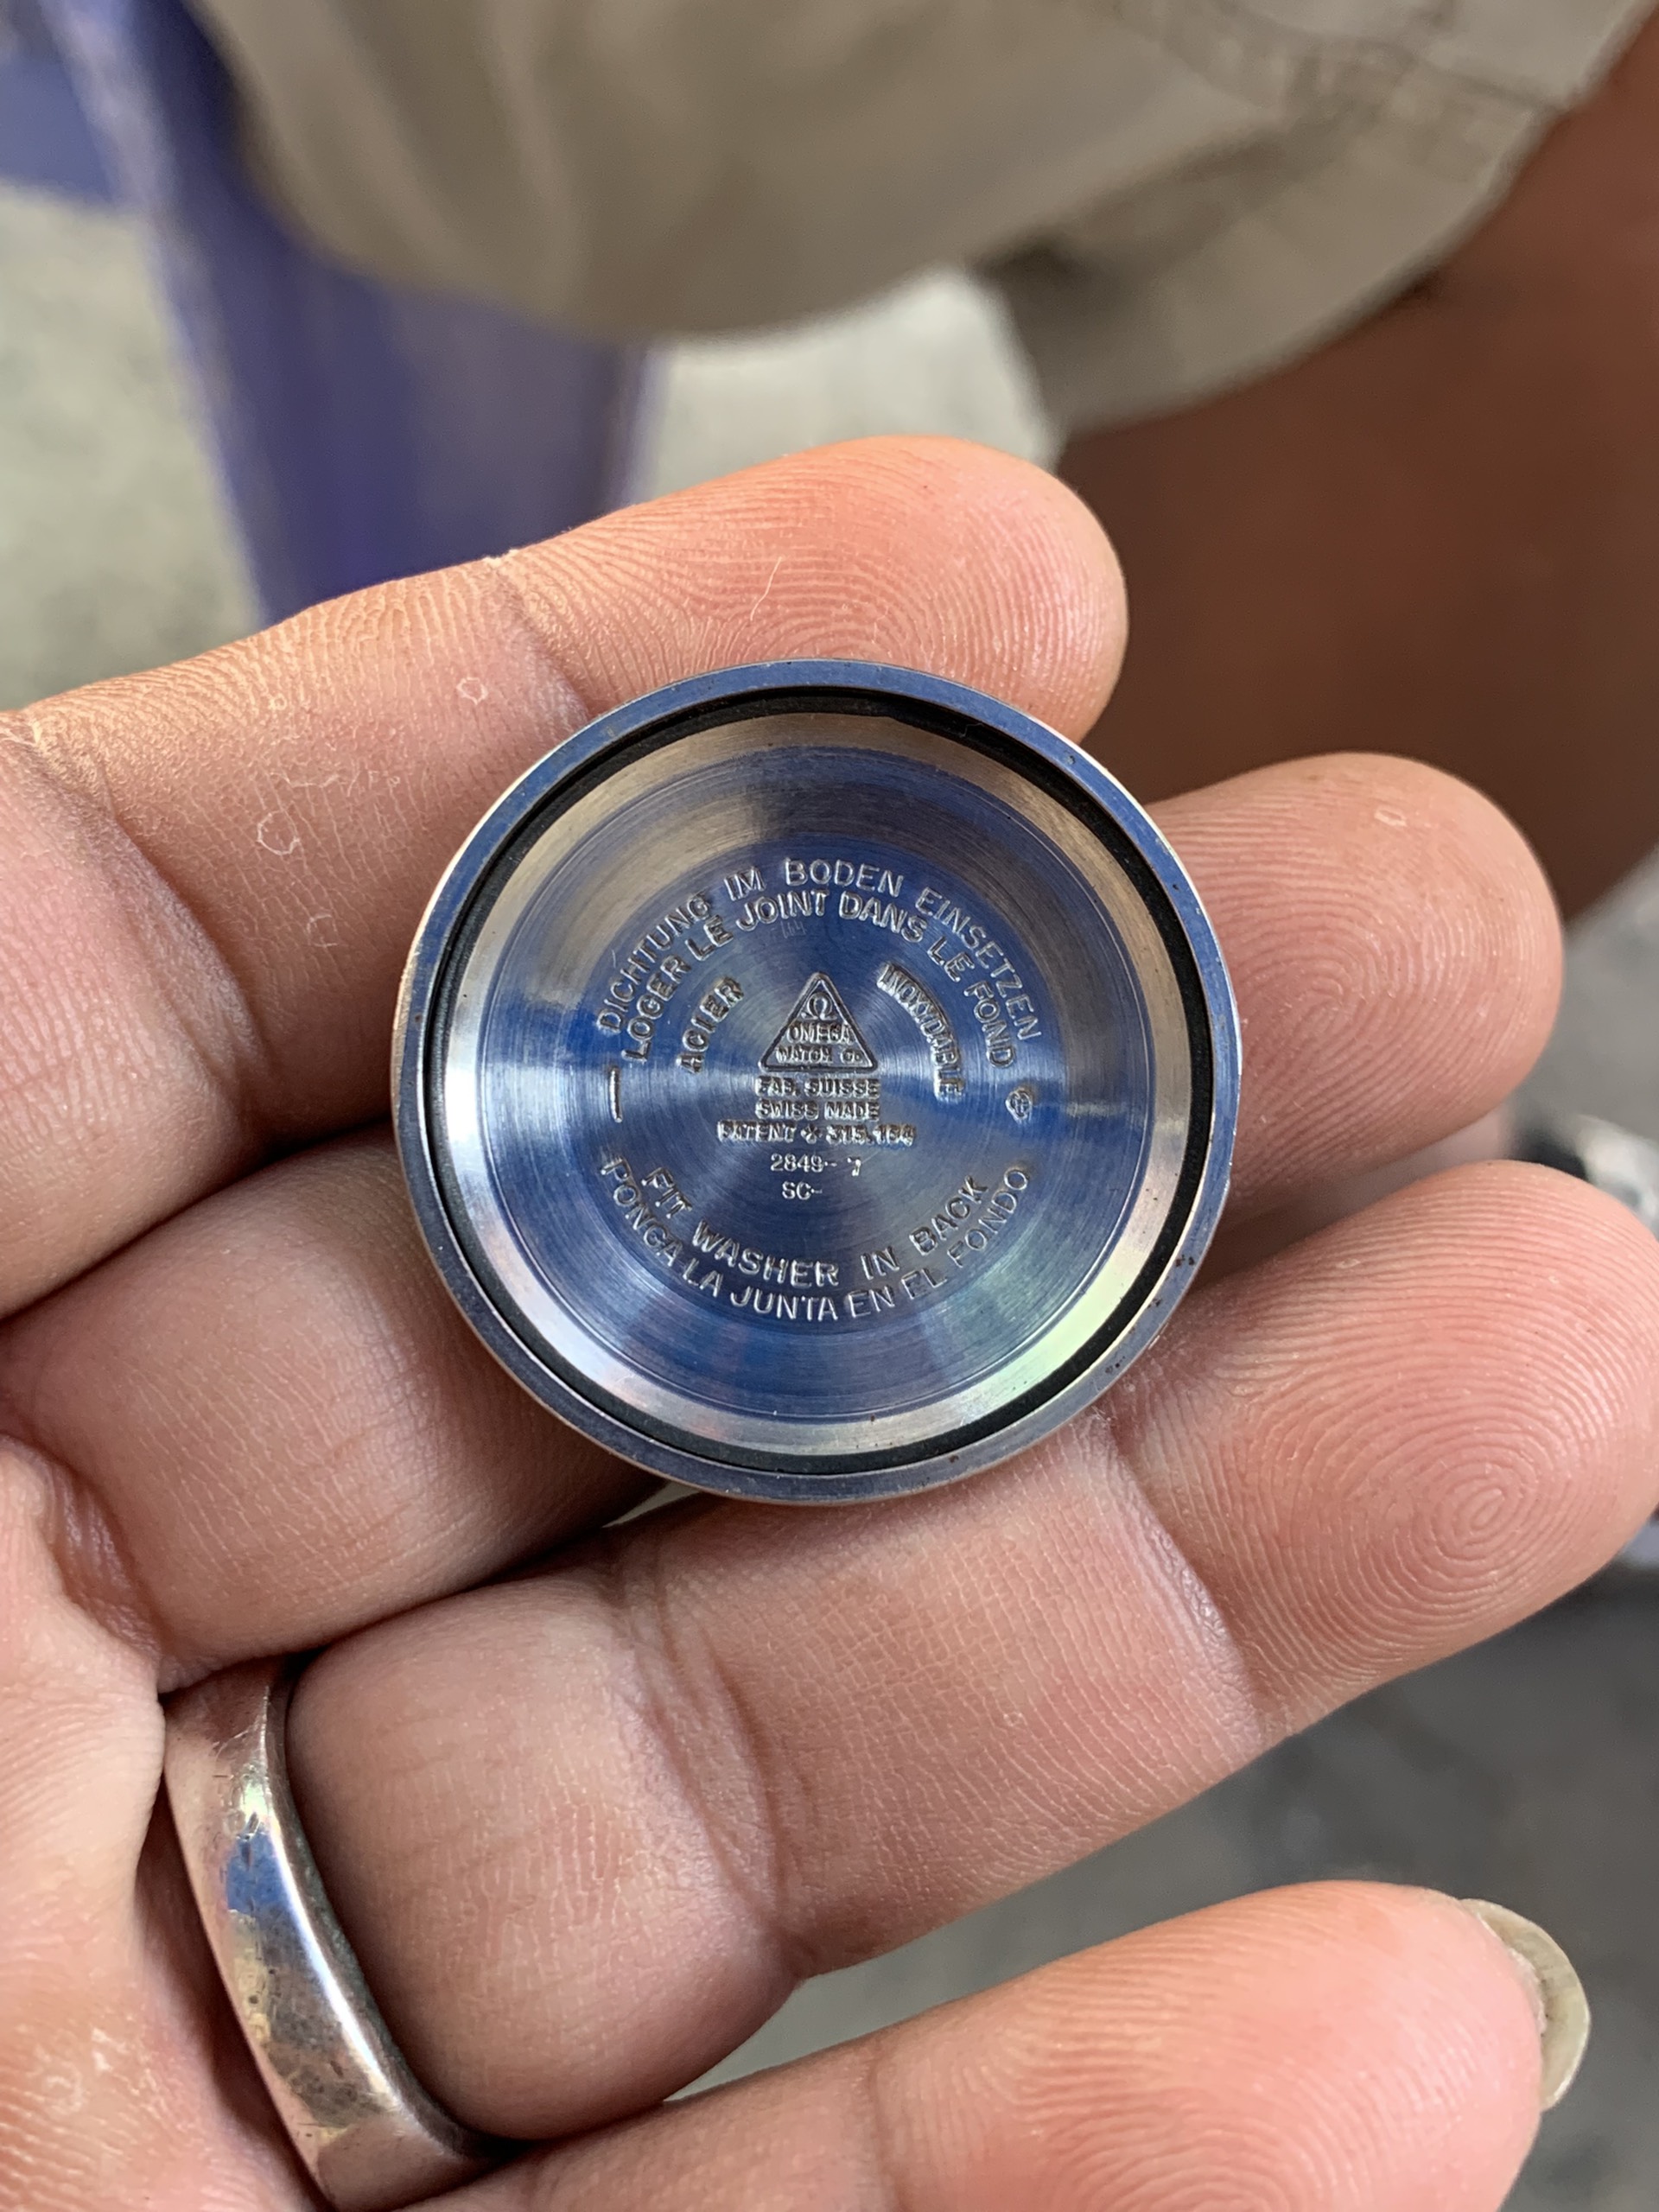 DICHTUNG IM BODEN EINSETZEN
LOGER LE JOINT DANS LE FOND
ACIER INOXYDABLE
Ω
OMEGA
WATCH Co
FAB. SUISSE
SWISS MADE
PATENT
2849- 7
SC-
FIT WASHER IN BACK
PONGA LA JUNTA EN EL FONDO